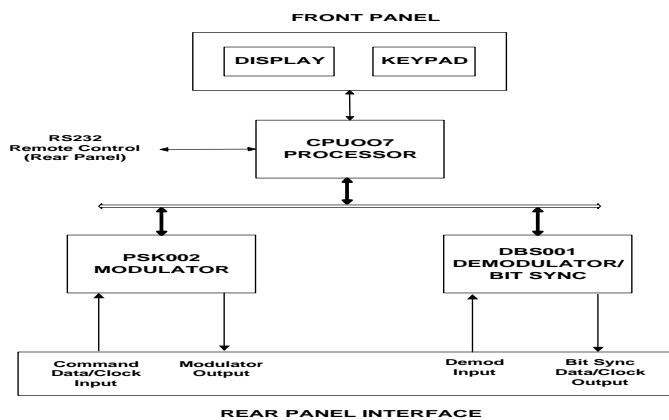 FRONT PANEL
DISPLAY
KEYPAD
RS232
Remote Control
(Rear Panel)
CPUOO7
PROCESSOR
PSK002
MODULATOR
DBS001
DEMODULATOR/
BIT SYNC
Command
Data/Clock
Input
Modulator
Output
Demod
Input
Bit Sync
Data/Clock
Output
REAR PANEL INTERFACE